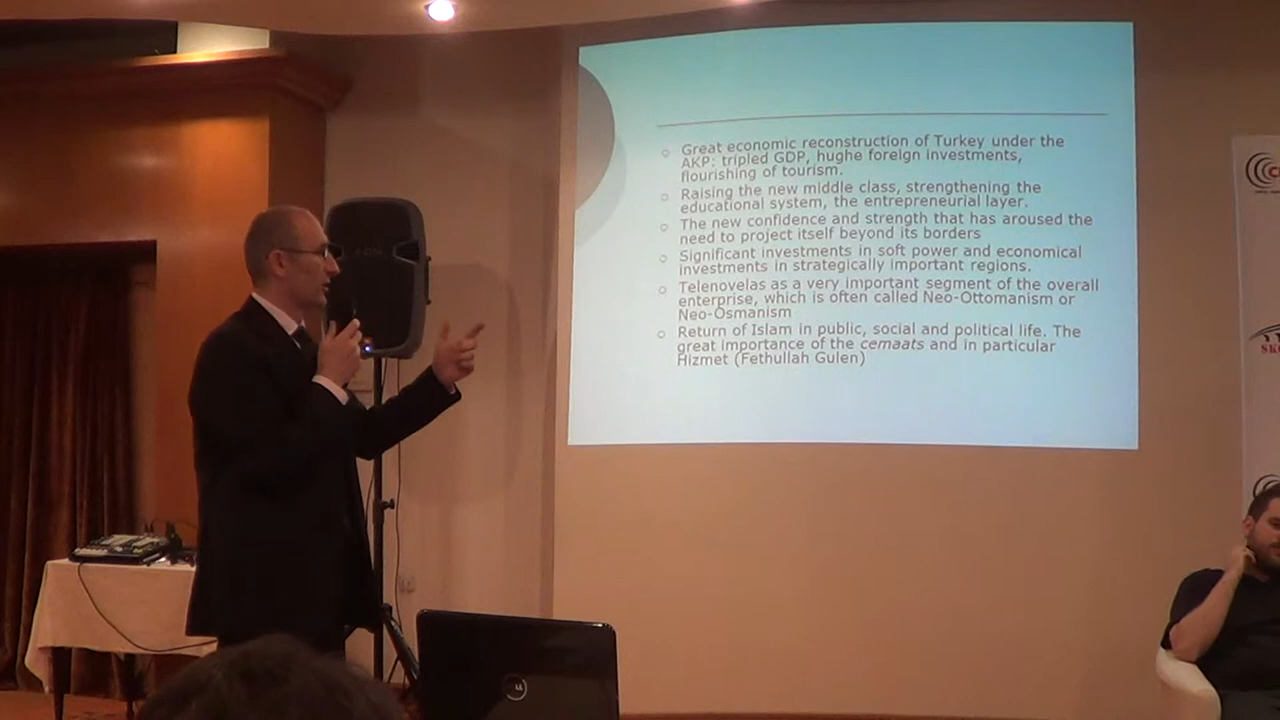 Great economic reconstruction of Turkey under the
AKP: tripled GDP, hughe foreign investments,
flourishing of tourism.
Raising the new middle class, strengthening the
educational system, the entrepreneurial layer.
The new confidence and strength that has aroused the
need to project itself beyond its borders
Significant investments in soft power and economical
investments in strategically important regions.
Telenovelas as a very important segment of the overall
enterprise, which is often called Neo-Ottomanism or
Neo-Osmanism
Return of Islam in public, social and political life. The
great importance of the cemaats and in particular
Hizmet (Fethullah Gulen)